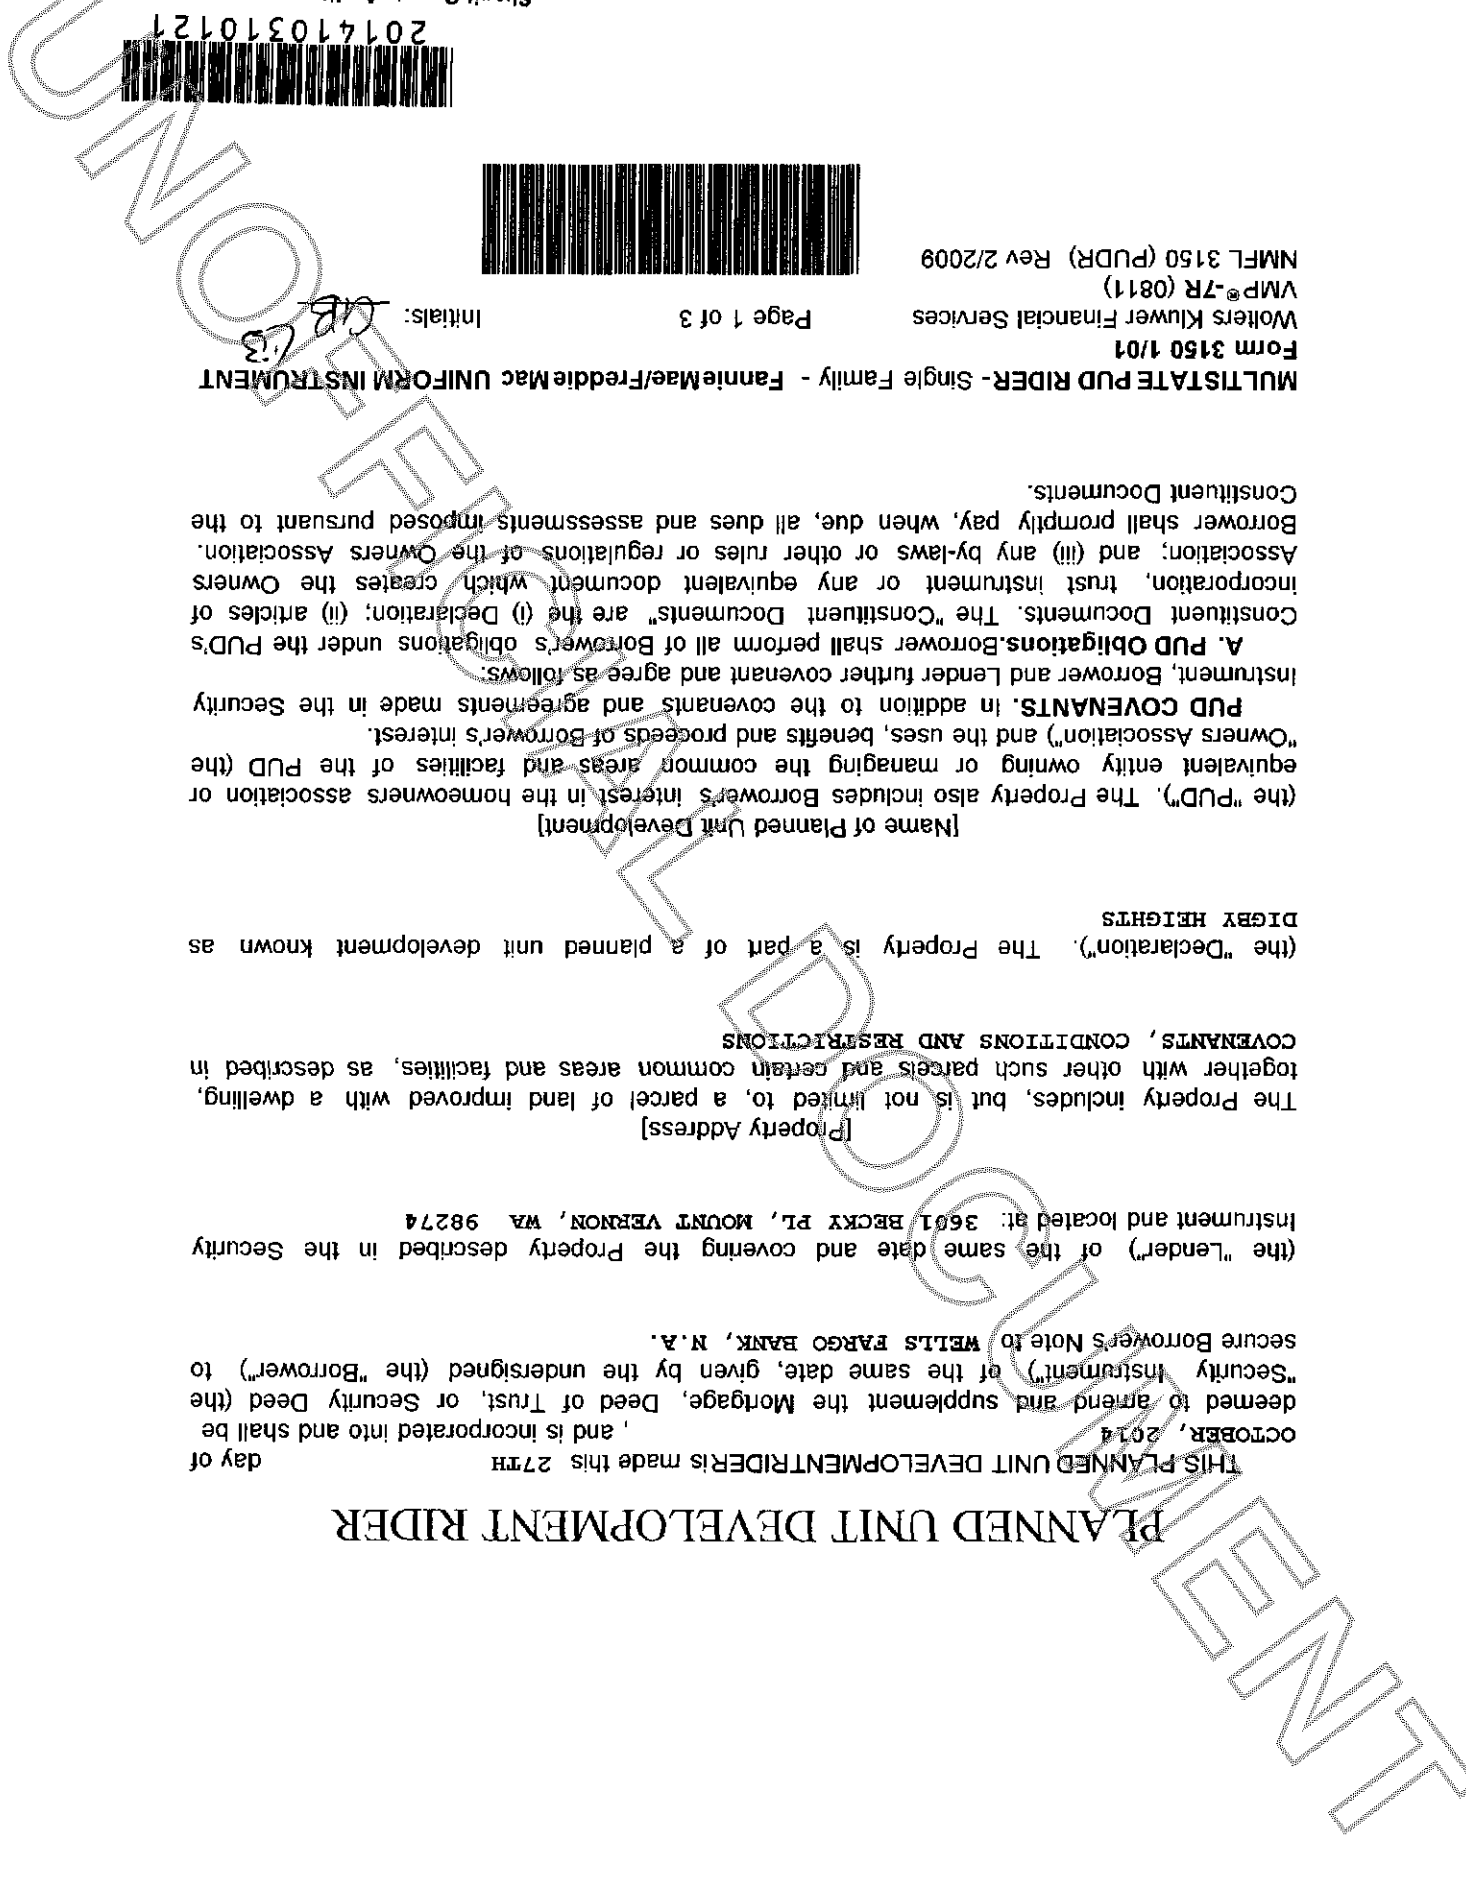 PLANNED UNIT DEVELOPMENT RIDER
THIS PLANNED UNIT DEVELOPMENT RIDER is made this 27TH day of
OCTOBER, 2014 , and is incorporated into and shall be
deemed to amend and supplement the Mortgage, Deed of Trust, or Security Deed (the
"Security Instrument") of the same date, given by the undersigned (the "Borrower") to
secure Borrower's Note to WELLS FARGO BANK, N.A.
(the "Lender") of the same date and covering the Property described in the Security
Instrument and located at: 3601 BECKY PL, MOUNT VERNON, WA 98274
[Property Address]
The Property includes, but is not limited to, a parcel of land improved with a dwelling,
together with other such parcels and certain common areas and facilities, as described in
COVENANTS, CONDITIONS AND RESTRICTIONS
(the "Declaration"). The Property is a part of a planned unit development known as
DIGBY HEIGHTS
[Name of Planned Unit Development]
(the "PUD"). The Property also includes Borrower's interest in the homeowners association or
equivalent entity owning or managing the common areas and facilities of the PUD (the
"Owners Association") and the uses, benefits and proceeds of Borrower's interest.
PUD COVENANTS. In addition to the covenants and agreements made in the Security
Instrument, Borrower and Lender further covenant and agree as follows:
A. PUD Obligations. Borrower shall perform all of Borrower's obligations under the PUD's
Constituent Documents. The "Constituent Documents" are the (i) Declaration; (ii) articles of
incorporation, trust instrument or any equivalent document which creates the Owners
Association; and (iii) any by-laws or other rules or regulations of the Owners Association.
Borrower shall promptly pay, when due, all dues and assessments imposed pursuant to the
Constituent Documents.
MULTISTATE PUD RIDER- Single Family - Fannie Mae/Freddie Mac UNIFORM INSTRUMENT
Form 3150 1/01
Wolters Kluwer Financial Services Page 1 of 3 Initials: CB CB
VMP®-7R (0811)
NMFL 3150 (PUDR) Rev 2/2009
201410310121
UNOFFICIAL DOCUMENT